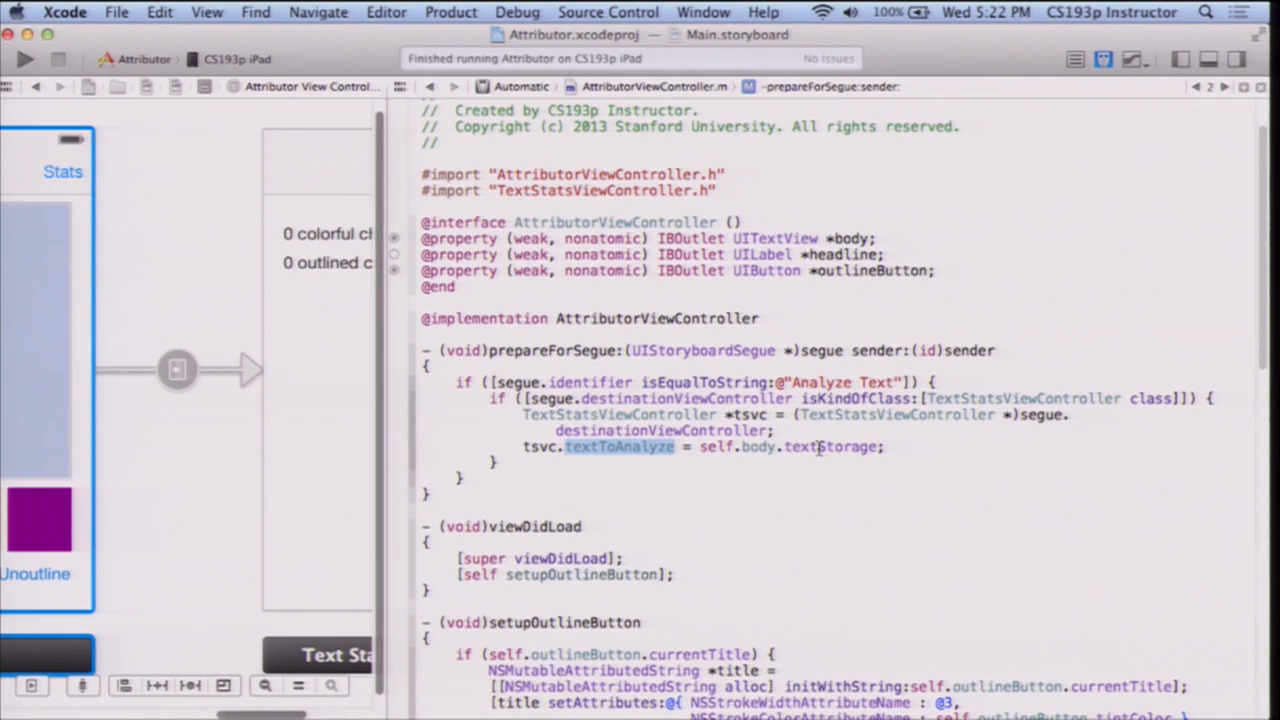 Xcode File Edit View Find Navigate Editor Product Debug Source Control Window Help 100% Wed 5:22 PM CS193p Instructor
Attributor.xcodeproj — Main.storyboard
Attributor CS193p iPad Finished running Attributor on CS193p iPad No Issues
Attributor View Control... Automatic AttributorViewController.m -prepareForSegue:sender: 2
Stats
0 colorful ch
0 outlined c
Unoutline
Text Sta
//
//  Created by CS193p Instructor.
//  Copyright (c) 2013 Stanford University. All rights reserved.
//
#import "AttributorViewController.h"
#import "TextStatsViewController.h"
@interface AttributorViewController ()
@property (weak, nonatomic) IBOutlet UITextView *body;
@property (weak, nonatomic) IBOutlet UILabel *headline;
@property (weak, nonatomic) IBOutlet UIButton *outlineButton;
@end
@implementation AttributorViewController
- (void)prepareForSegue:(UIStoryboardSegue *)segue sender:(id)sender
{
if ([segue.identifier isEqualToString:@"Analyze Text"]) {
if ([segue.destinationViewController isKindOfClass:[TextStatsViewController class]]) {
TextStatsViewController *tsvc = (TextStatsViewController *)segue.
destinationViewController;
tsvc.textToAnalyze = self.body.textStorage;
}
}
}
- (void)viewDidLoad
{
[super viewDidLoad];
[self setupOutlineButton];
}
- (void)setupOutlineButton
{
if (self.outlineButton.currentTitle) {
NSMutableAttributedString *title =
[[NSMutableAttributedString alloc] initWithString:self.outlineButton.currentTitle];
[title setAttributes:@{ NSStrokeWidthAttributeName : @3,
NSStrokeColorAttributeName : self.outlineButton.tintColor }